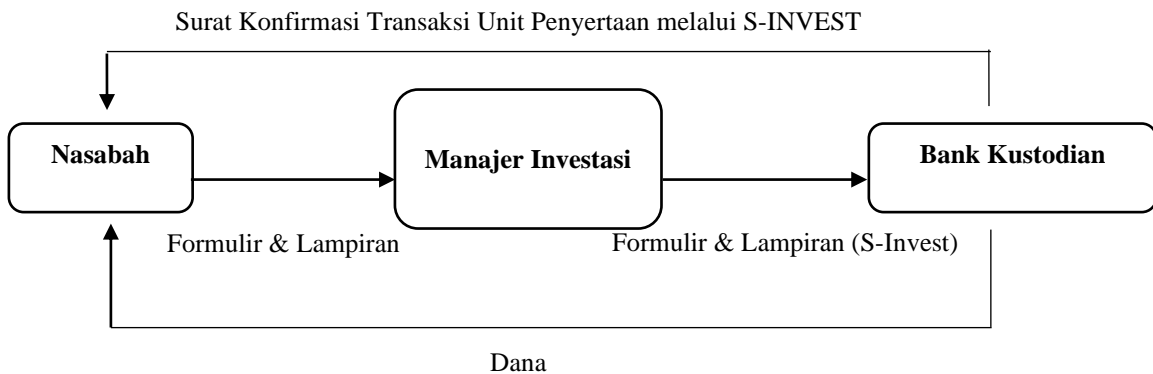 Surat Konfirmasi Transaksi Unit Penyertaan melalui S-INVEST
Nasabah
Manajer Investasi
Bank Kustodian
Formulir & Lampiran
Formulir & Lampiran (S-Invest)
Dana